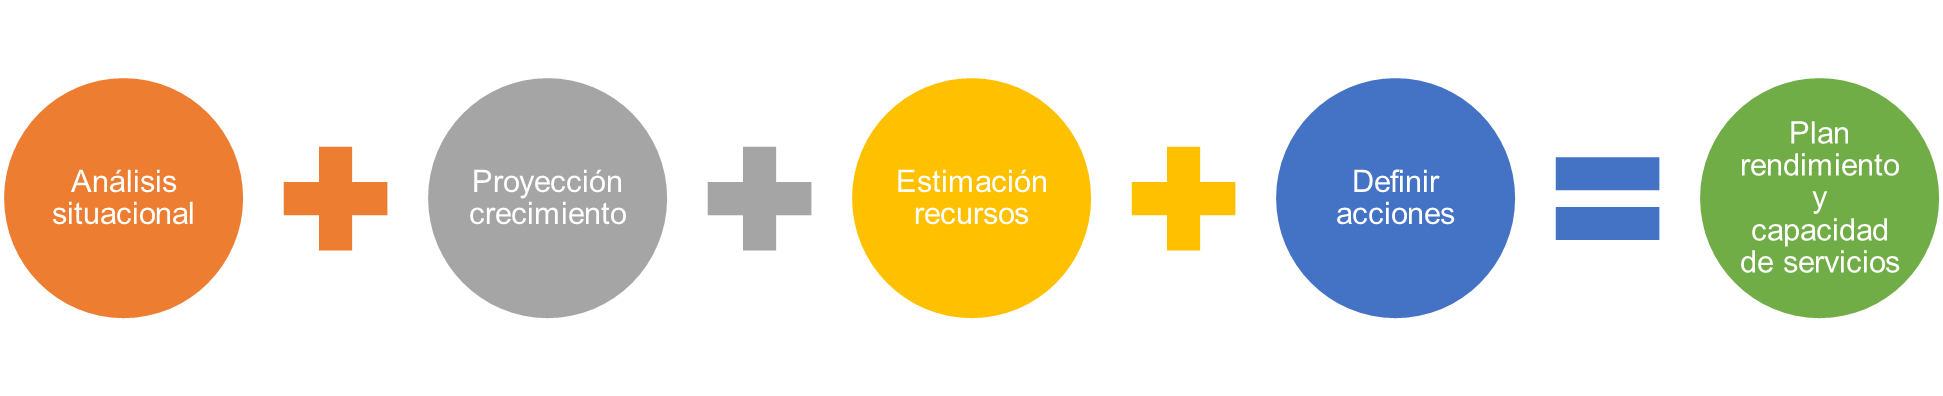 Análisis
situacional
Proyección
crecimiento
Estimación
recursos
Definir
acciones
Plan
rendimiento
y
capacidad
de servicios